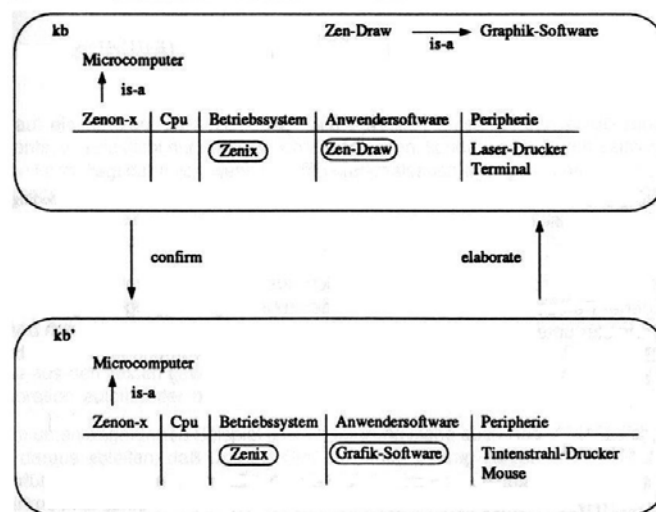 kb
Zen-Draw is-a Graphik-Software
Microcomputer
is-a
Zenon-x Cpu Betriebssystem Anwendersoftware Peripherie
Zenix Zen-Draw Laser-Drucker
Terminal
confirm elaborate
kb'
Microcomputer
is-a
Zenon-x Cpu Betriebssystem Anwendersoftware Peripherie
Zenix Grafik-Software Tintenstrahl-Drucker
Mouse